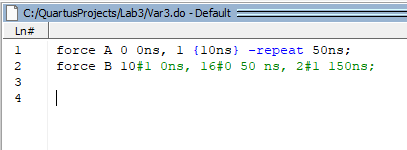 C:/QuartusProjects/Lab3/Var3.do - Default
Ln#
1 force A 0 0ns, 1 {10ns} -repeat 50ns;
2 force B 10#1 0ns, 16#0 50 ns, 2#1 150ns;
3
4